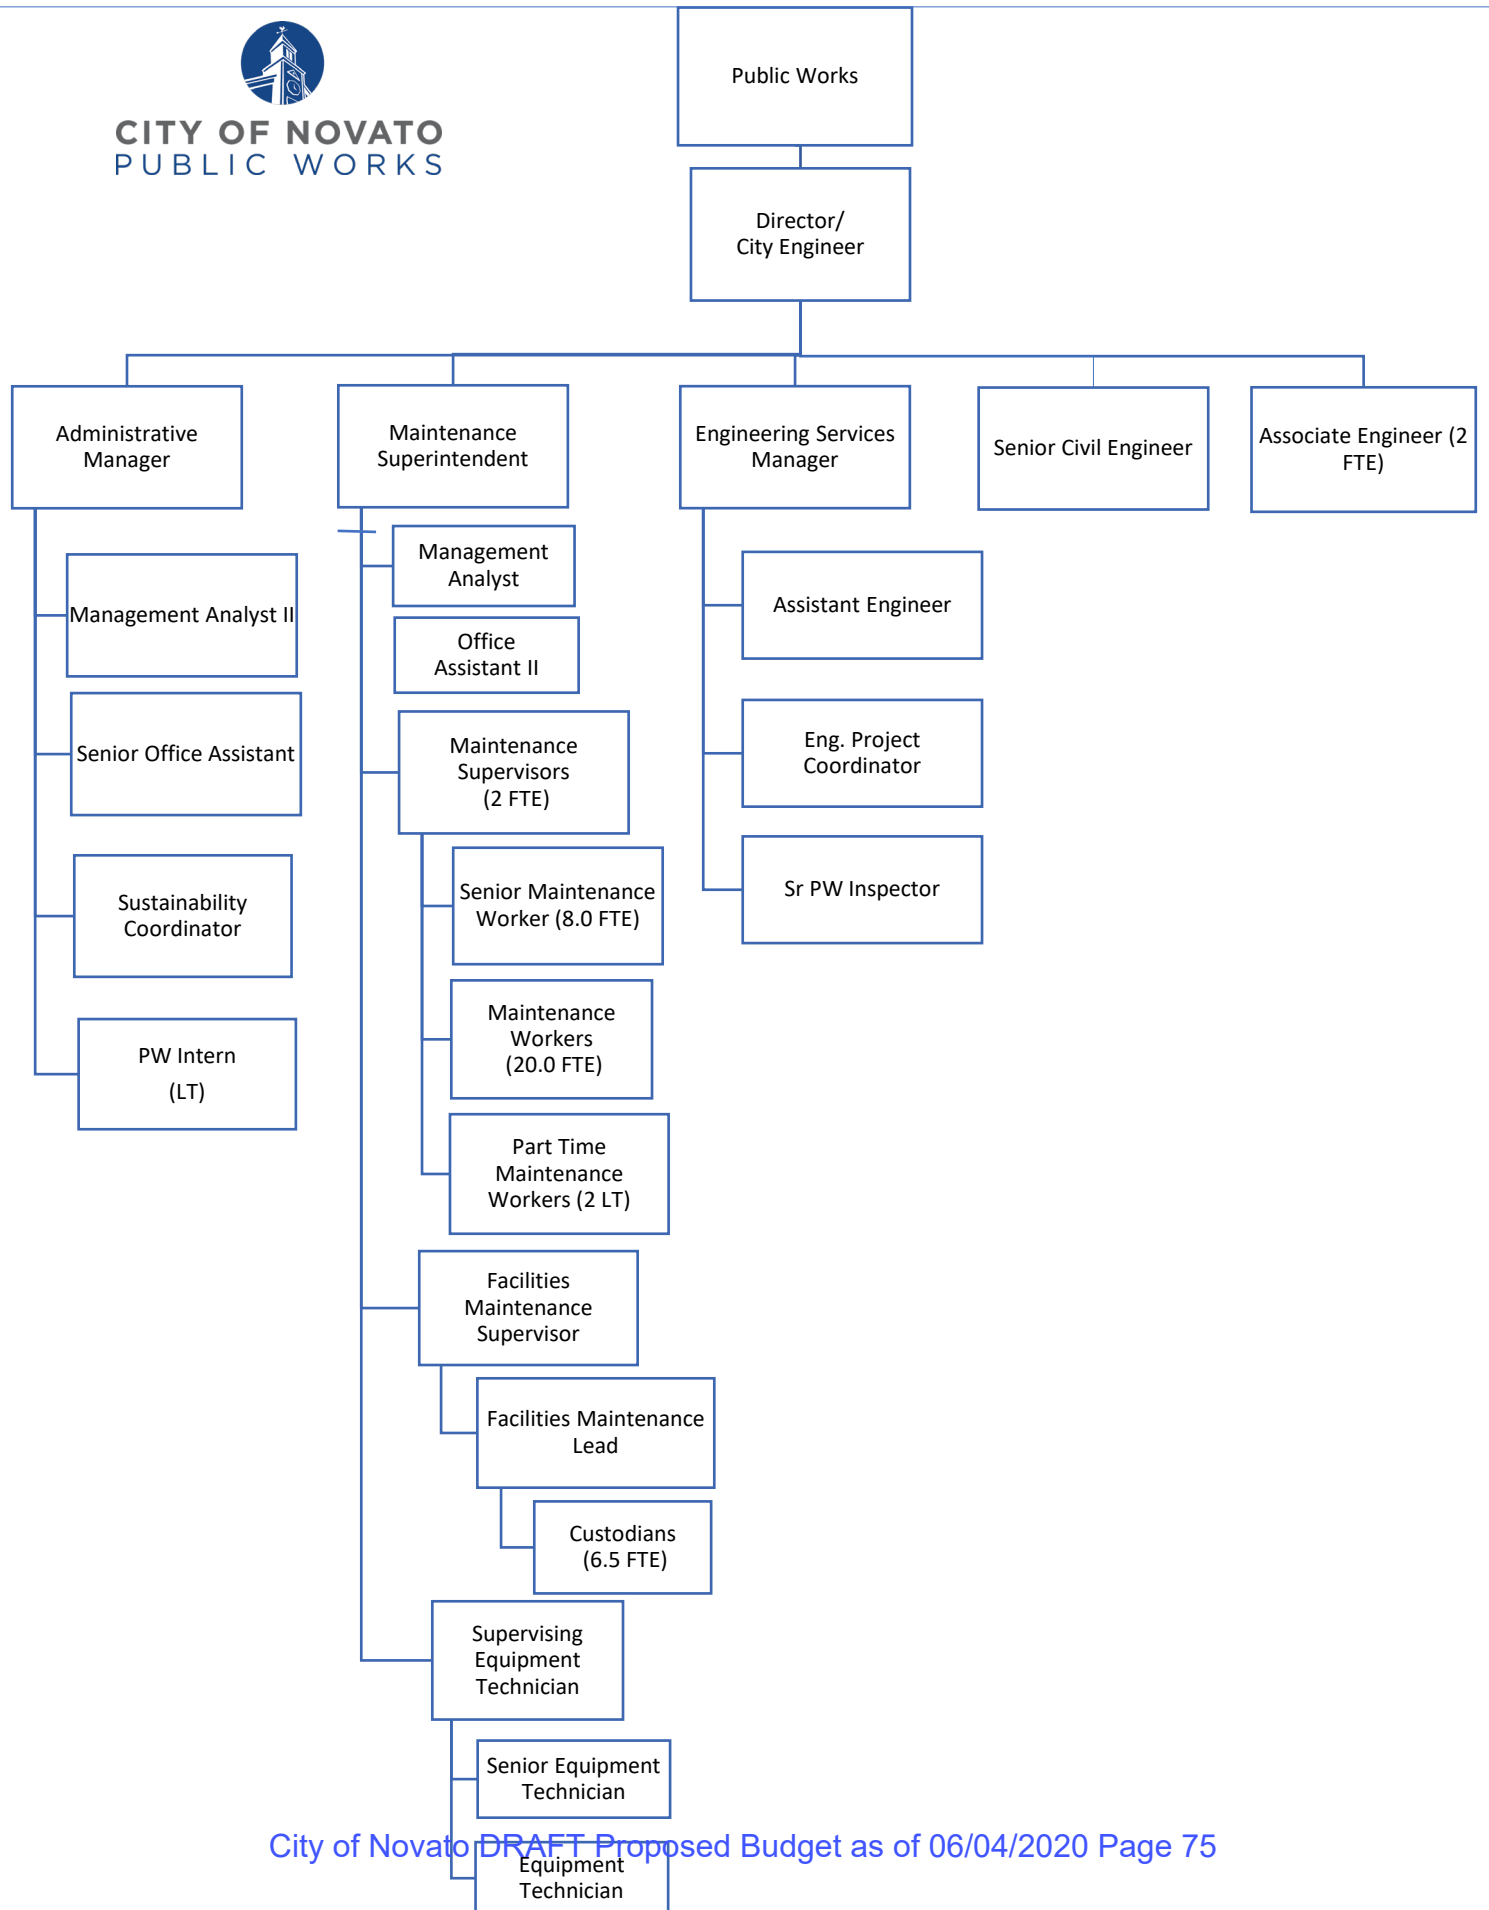 CITY OF NOVATO
PUBLIC WORKS
Public Works
Director/
City Engineer
Administrative
Manager
Management Analyst II
Senior Office Assistant
Sustainability
Coordinator
PW Intern
(LT)
Maintenance
Superintendent
Management
Analyst
Office
Assistant II
Maintenance
Supervisors
(2 FTE)
Senior Maintenance
Worker (8.0 FTE)
Maintenance
Workers
(20.0 FTE)
Part Time
Maintenance
Workers (2 LT)
Facilities
Maintenance
Supervisor
Facilities Maintenance
Lead
Custodians
(6.5 FTE)
Supervising
Equipment
Technician
Senior Equipment
Technician
Equipment
Technician
Engineering Services
Manager
Assistant Engineer
Eng. Project
Coordinator
Sr PW Inspector
Senior Civil Engineer
Associate Engineer (2
FTE)
City of Novato DRAFT Proposed Budget as of 06/04/2020 Page 75